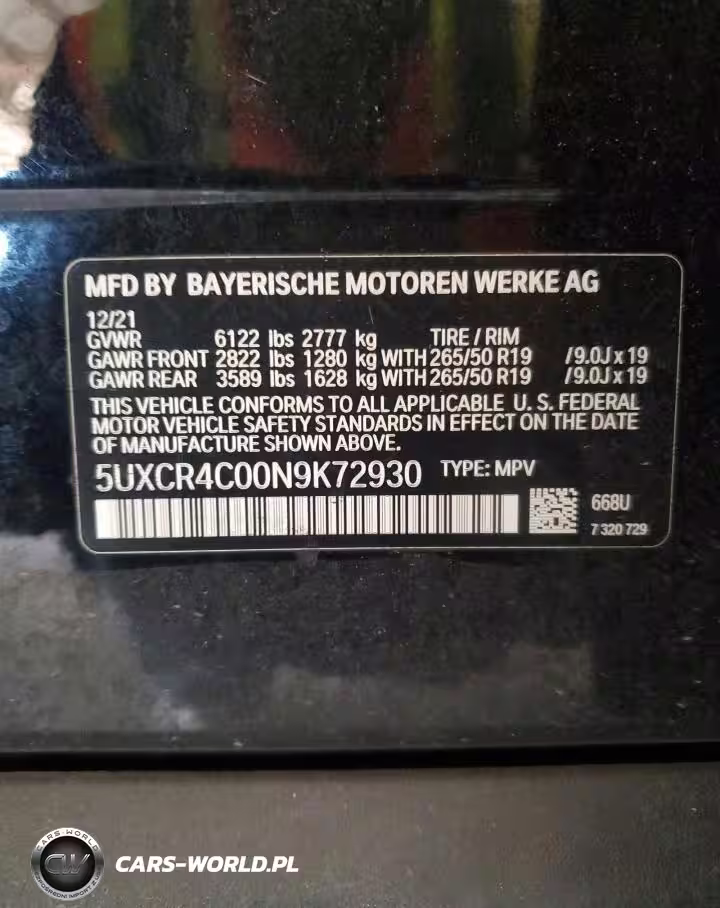 MFD BY BAYERISCHE MOTOREN WERKE AG
12/21
GVWR 6122 lbs 2777 kg TIRE / RIM
GAWR FRONT 2822 lbs 1280 kg WITH 265/50 R19 /9.0J x 19
GAWR REAR 3589 lbs 1628 kg WITH 265/50 R19 /9.0J x 19
THIS VEHICLE CONFORMS TO ALL APPLICABLE U. S. FEDERAL
MOTOR VEHICLE SAFETY STANDARDS IN EFFECT ON THE DATE
OF MANUFACTURE SHOWN ABOVE.
5UXCR4C00N9K72930 TYPE: MPV
668U
7 320 729
CARS-WORLD
CW
CARS-WORLD.PL